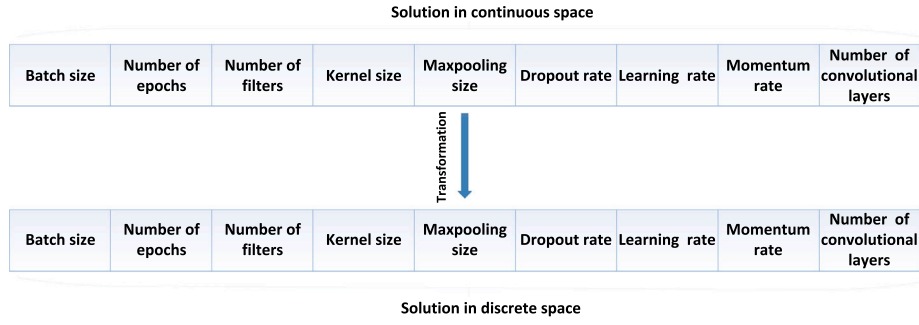 Solution in continuous space
Batch size
Number of
epochs
Number of
filters
Kernel size
Maxpooling
size
Dropout rate
Learning rate
Momentum
rate
Number of
convolutional
layers
Transformation
Batch size
Number of
epochs
Number of
filters
Kernel size
Maxpooling
size
Dropout rate
Learning rate
Momentum
rate
Number of
convolutional
layers
Solution in discrete space